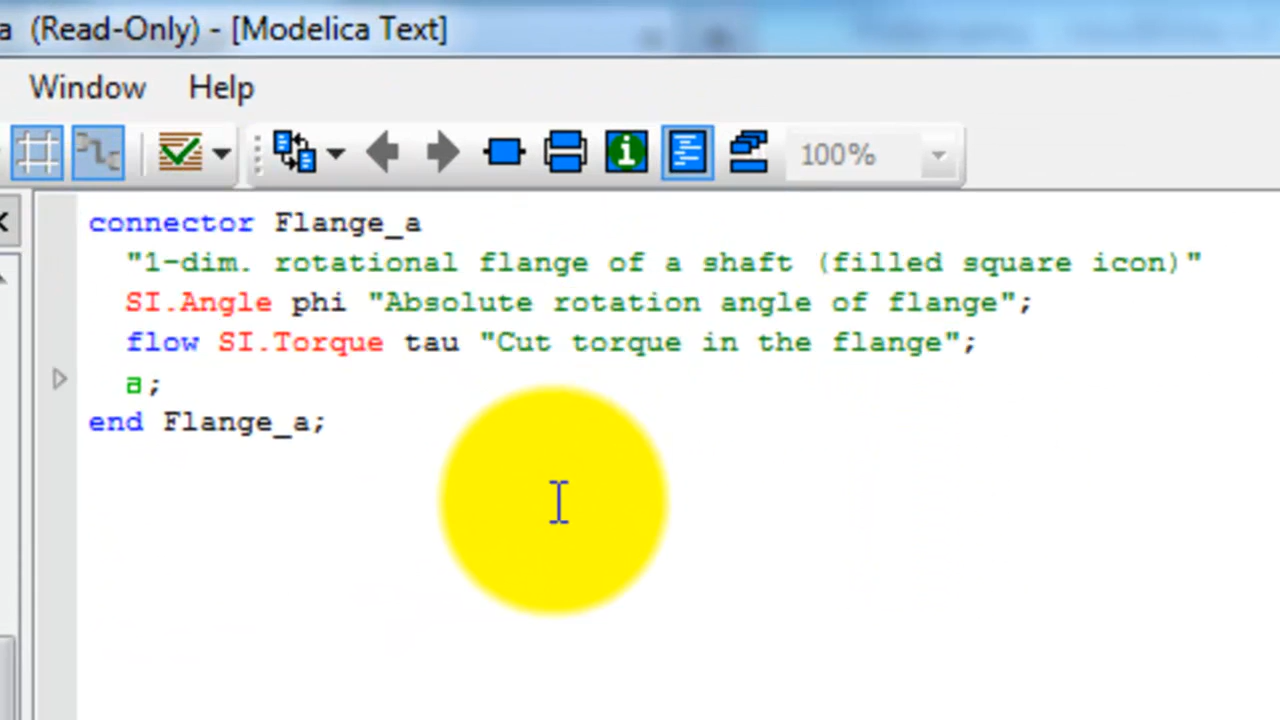 a (Read-Only) - [Modelica Text]
Window Help
100%
connector Flange_a
"1-dim. rotational flange of a shaft (filled square icon)"
SI.Angle phi "Absolute rotation angle of flange";
flow SI.Torque tau "Cut torque in the flange";
a;
end Flange_a;